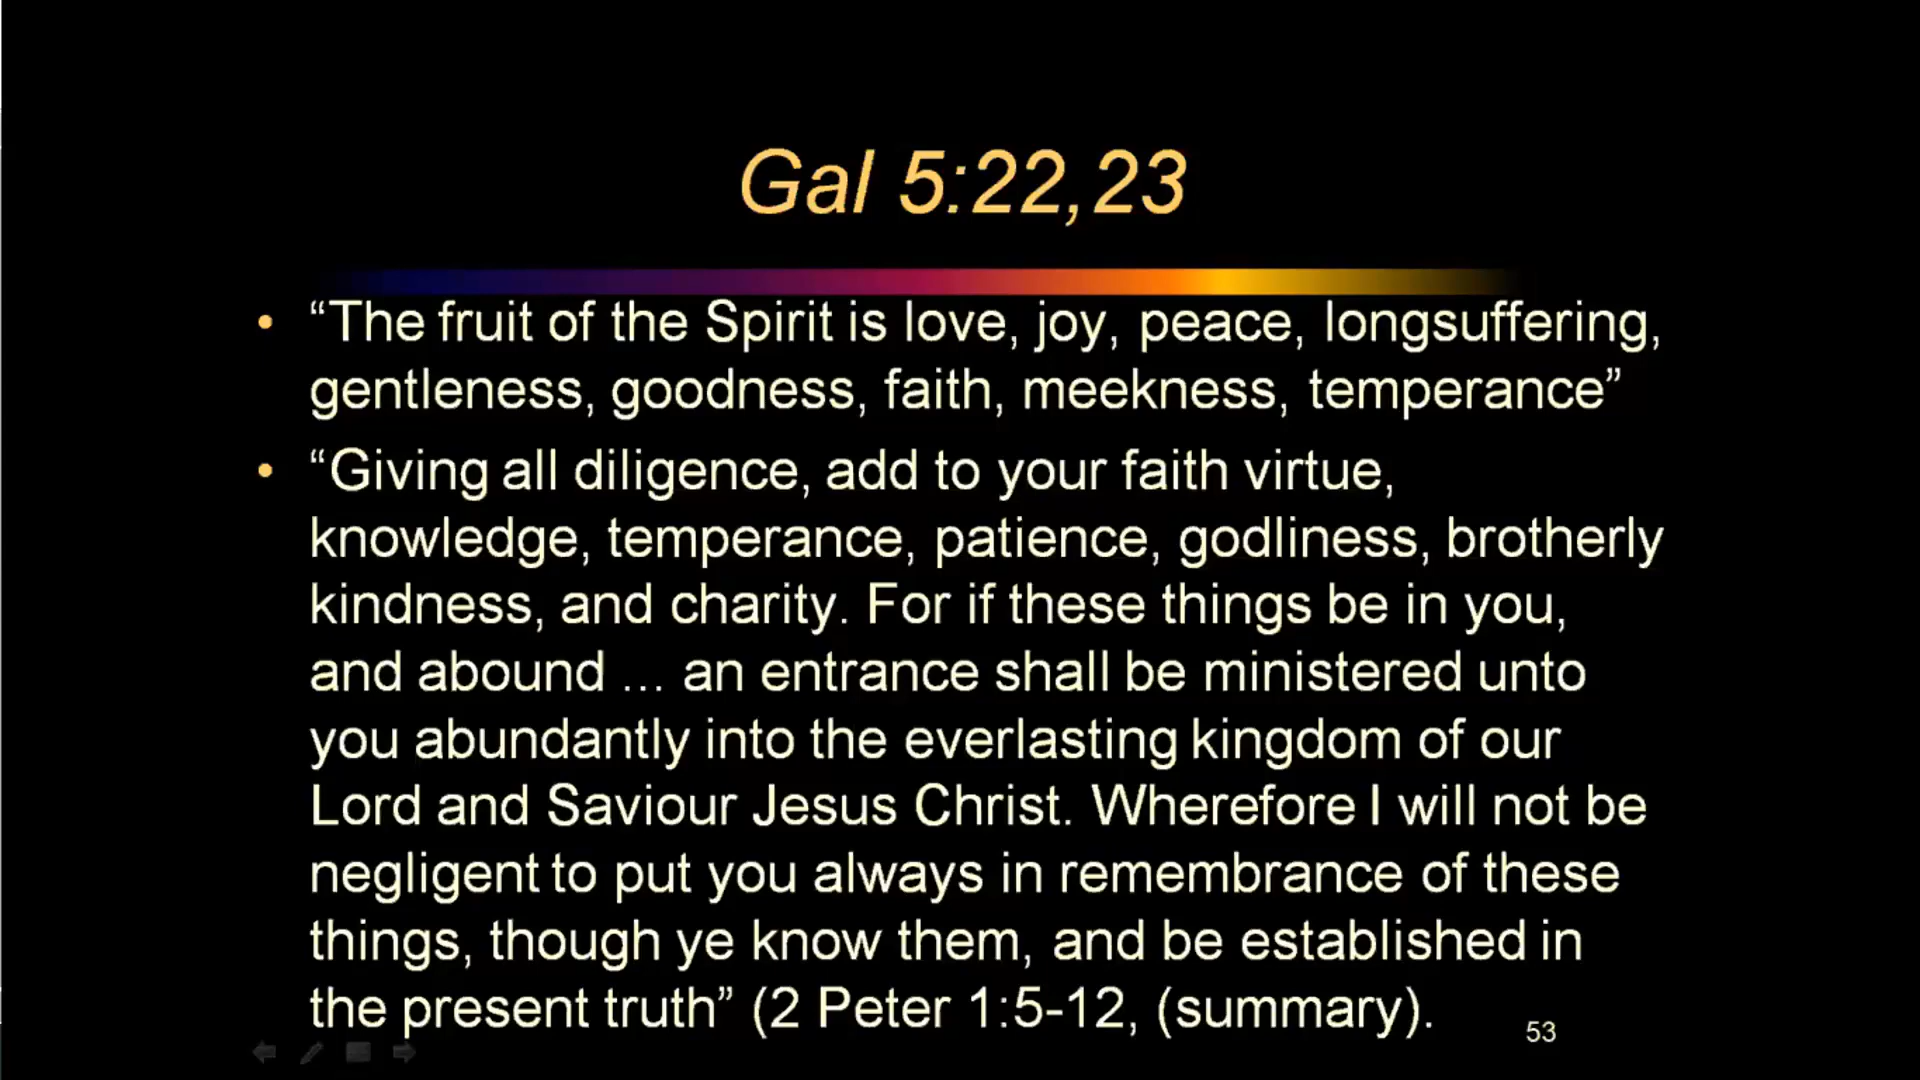 Gal 5:22,23
• “The fruit of the Spirit is love, joy, peace, longsuffering,
gentleness, goodness, faith, meekness, temperance”
• “Giving all diligence, add to your faith virtue,
knowledge, temperance, patience, godliness, brotherly
kindness, and charity. For if these things be in you,
and abound ... an entrance shall be ministered unto
you abundantly into the everlasting kingdom of our
Lord and Saviour Jesus Christ. Wherefore I will not be
negligent to put you always in remembrance of these
things, though ye know them, and be established in
the present truth” (2 Peter 1:5-12, (summary).
53